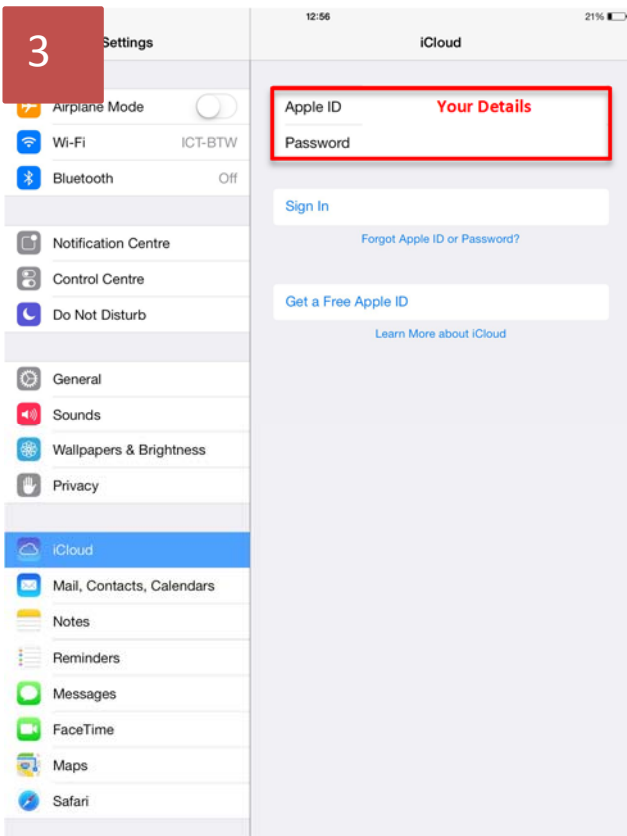 12:56
21%
3
Settings
iCloud
Airplane Mode
Apple ID
Your Details
Wi-Fi
ICT-BTW
Password
Bluetooth
Off
Sign In
Notification Centre
Forgot Apple ID or Password?
Control Centre
Get a Free Apple ID
Do Not Disturb
Learn More about iCloud
General
Sounds
Wallpapers & Brightness
Privacy
iCloud
Mail, Contacts, Calendars
Notes
Reminders
Messages
FaceTime
Maps
Safari